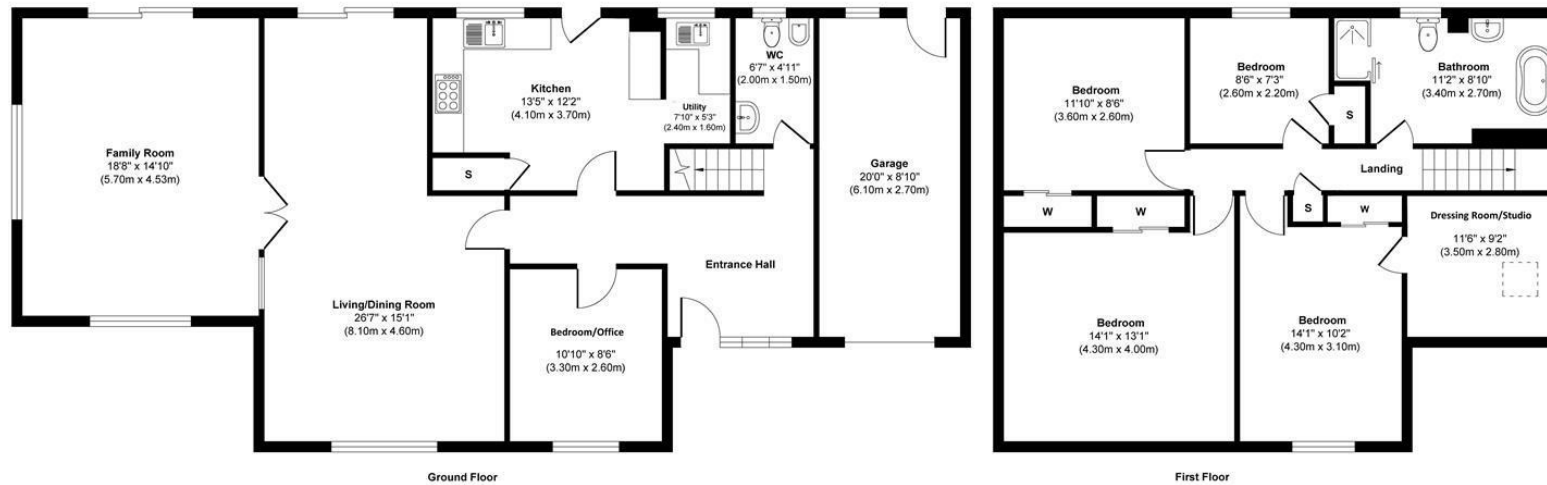 Family Room
18'8" x 14'10"
(5.70m x 4.53m)
Living/Dining Room
26'7" x 15'1"
(8.10m x 4.60m)
Kitchen
13'5" x 12'2"
(4.10m x 3.70m)
S
Utility
7'10" x 5'3"
(2.40m x 1.60m)
WC
6'7" x 4'11"
(2.00m x 1.50m)
Garage
20'0" x 8'10"
(6.10m x 2.70m)
Entrance Hall
Bedroom/Office
10'10" x 8'6"
(3.30m x 2.60m)
Ground Floor
Bedroom
11'10" x 8'6"
(3.60m x 2.60m)
Bedroom
8'6" x 7'3"
(2.60m x 2.20m)
S
Bathroom
11'2" x 8'10"
(3.40m x 2.70m)
Landing
W
W
S
W
Dressing Room/Studio
11'6" x 9'2"
(3.50m x 2.80m)
Bedroom
14'1" x 13'1"
(4.30m x 4.00m)
Bedroom
14'1" x 10'2"
(4.30m x 3.10m)
First Floor